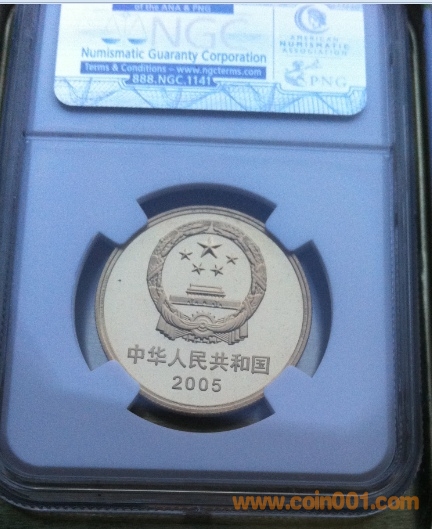 of the ANA & PNG
NGC
Numismatic Guaranty Corporation
Terms & Conditions – www.ngcterms.com
888.NGC.1141
AMERICAN
NUMISMATIC
ASSOCIATION
PNG
中华人民共和国
2005
www.coin001.com